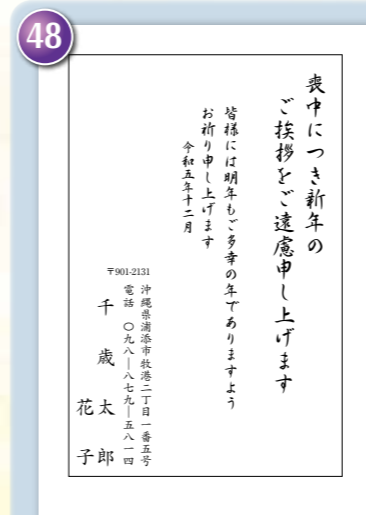 48
喪中につき新年の
ご挨拶をご遠慮申し上げます
皆様には明年もご多幸の年でありますよう
お祈り申し上げます
令和五年十二月
〒901-2131
沖縄県浦添市牧港二丁目一番五号
電話 〇九八―八七九―五八一四
千歳 太郎
花子